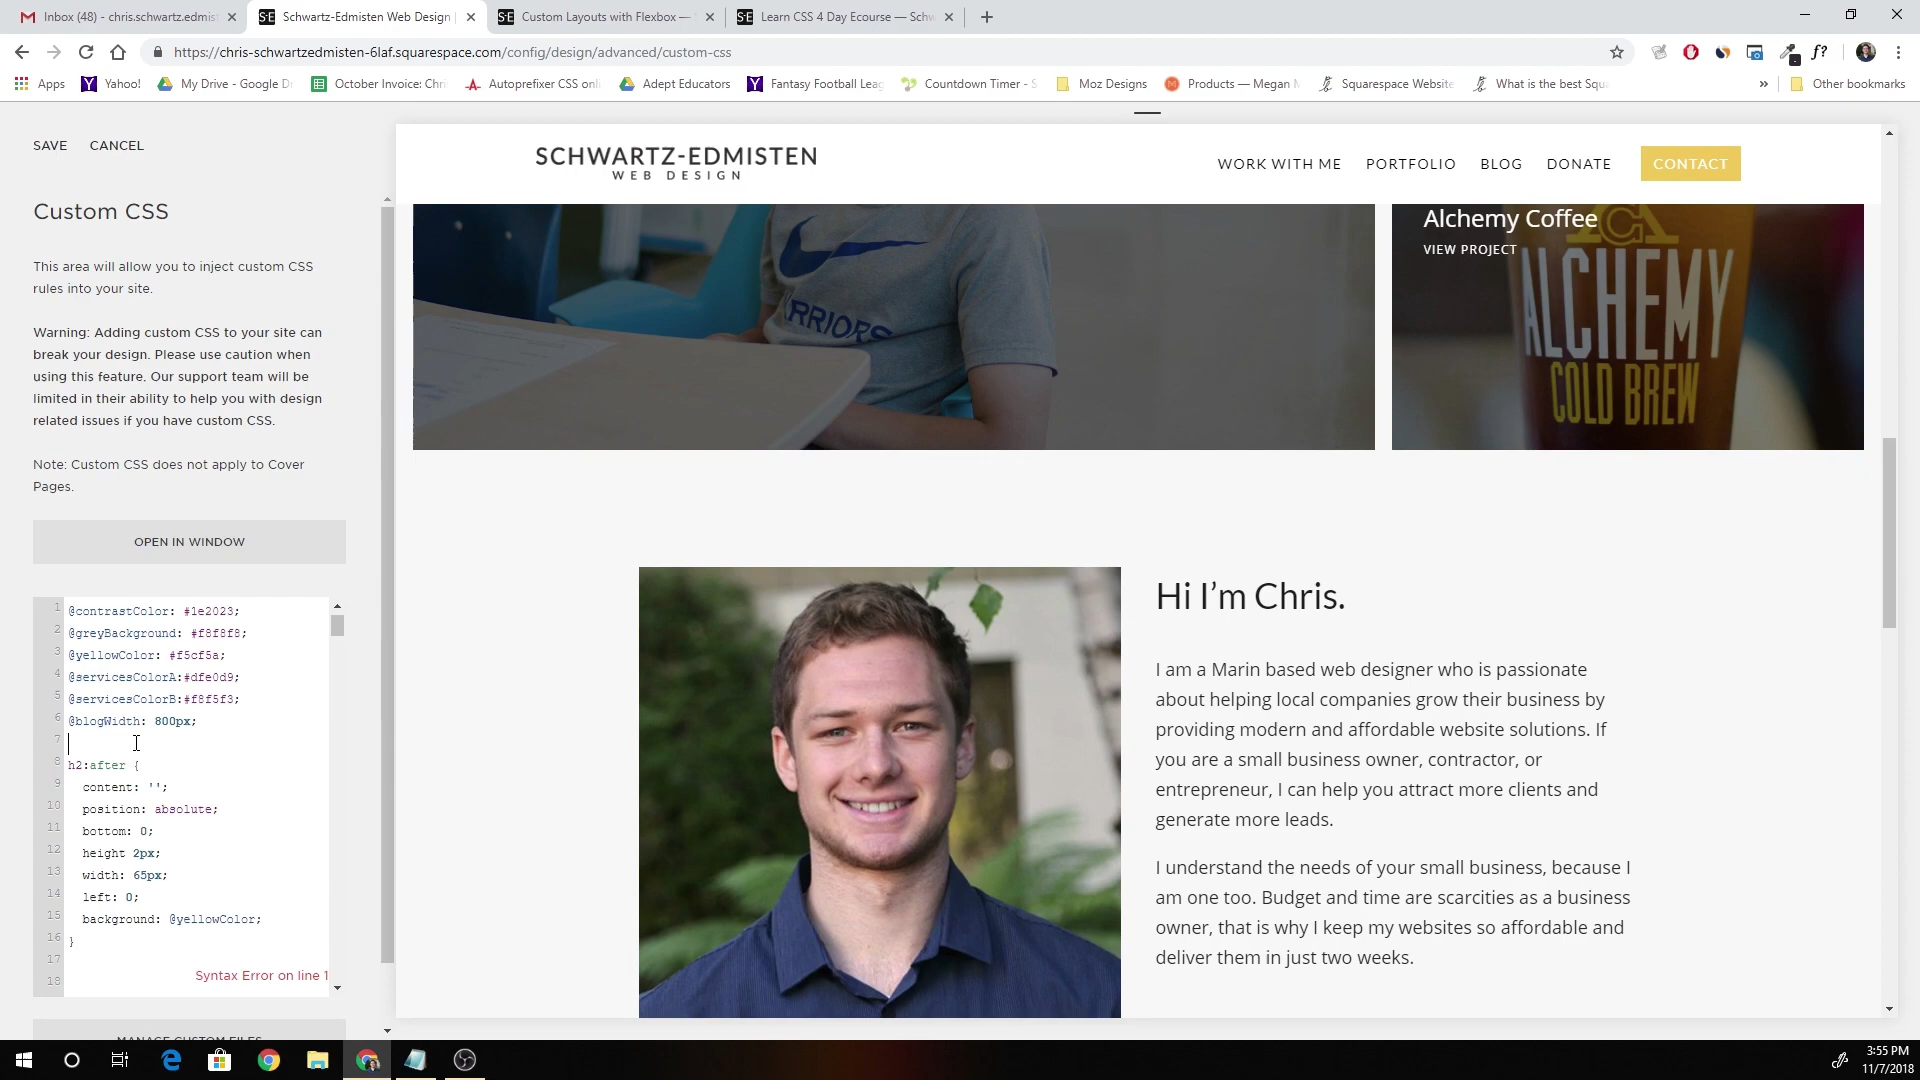 Inbox (48) - chris.schwartz.edmist
Schwartz-Edmisten Web Design |
Custom Layouts with Flexbox —
Learn CSS 4 Day Ecourse — Schw
https://chris-schwartzedmisten-6laf.squarespace.com/config/design/advanced/custom-css
Apps
Yahoo!
My Drive - Google Dr
October Invoice: Chri
Autoprefixer CSS onli
Adept Educators
Fantasy Football Leag
Countdown Timer - S
Moz Designs
Products — Megan M
Squarespace Website
What is the best Squa
Other bookmarks
SAVE CANCEL
Custom CSS
This area will allow you to inject custom CSS
rules into your site.
Warning: Adding custom CSS to your site can
break your design. Please use caution when
using this feature. Our support team will be
limited in their ability to help you with design
related issues if you have custom CSS.
Note: Custom CSS does not apply to Cover
Pages.
OPEN IN WINDOW
1 @contrastColor: #1e2023;
2 @greyBackground: #f8f8f8;
3 @yellowColor: #f5cf5a;
4 @servicesColorA:#dfe0d9;
5 @servicesColorB:#f8f5f3;
6 @blogWidth: 800px;
7
8 h2:after {
9 content: '';
10 position: absolute;
11 bottom: 0;
12 height 2px;
13 width: 65px;
14 left: 0;
15 background: @yellowColor;
16 }
17
18
Syntax Error on line 1
MANAGE CUSTOM FILES
SCHWARTZ-EDMISTEN
WEB DESIGN
WORK WITH ME PORTFOLIO BLOG DONATE CONTACT
RRIORS
Alchemy Coffee
VIEW PROJECT
CA
ALCHEMY
COLD BREW
Hi I’m Chris.
I am a Marin based web designer who is passionate
about helping local companies grow their business by
providing modern and affordable website solutions. If
you are a small business owner, contractor, or
entrepreneur, I can help you attract more clients and
generate more leads.
I understand the needs of your small business, because I
am one too. Budget and time are scarcities as a business
owner, that is why I keep my websites so affordable and
deliver them in just two weeks.
3:55 PM
11/7/2018